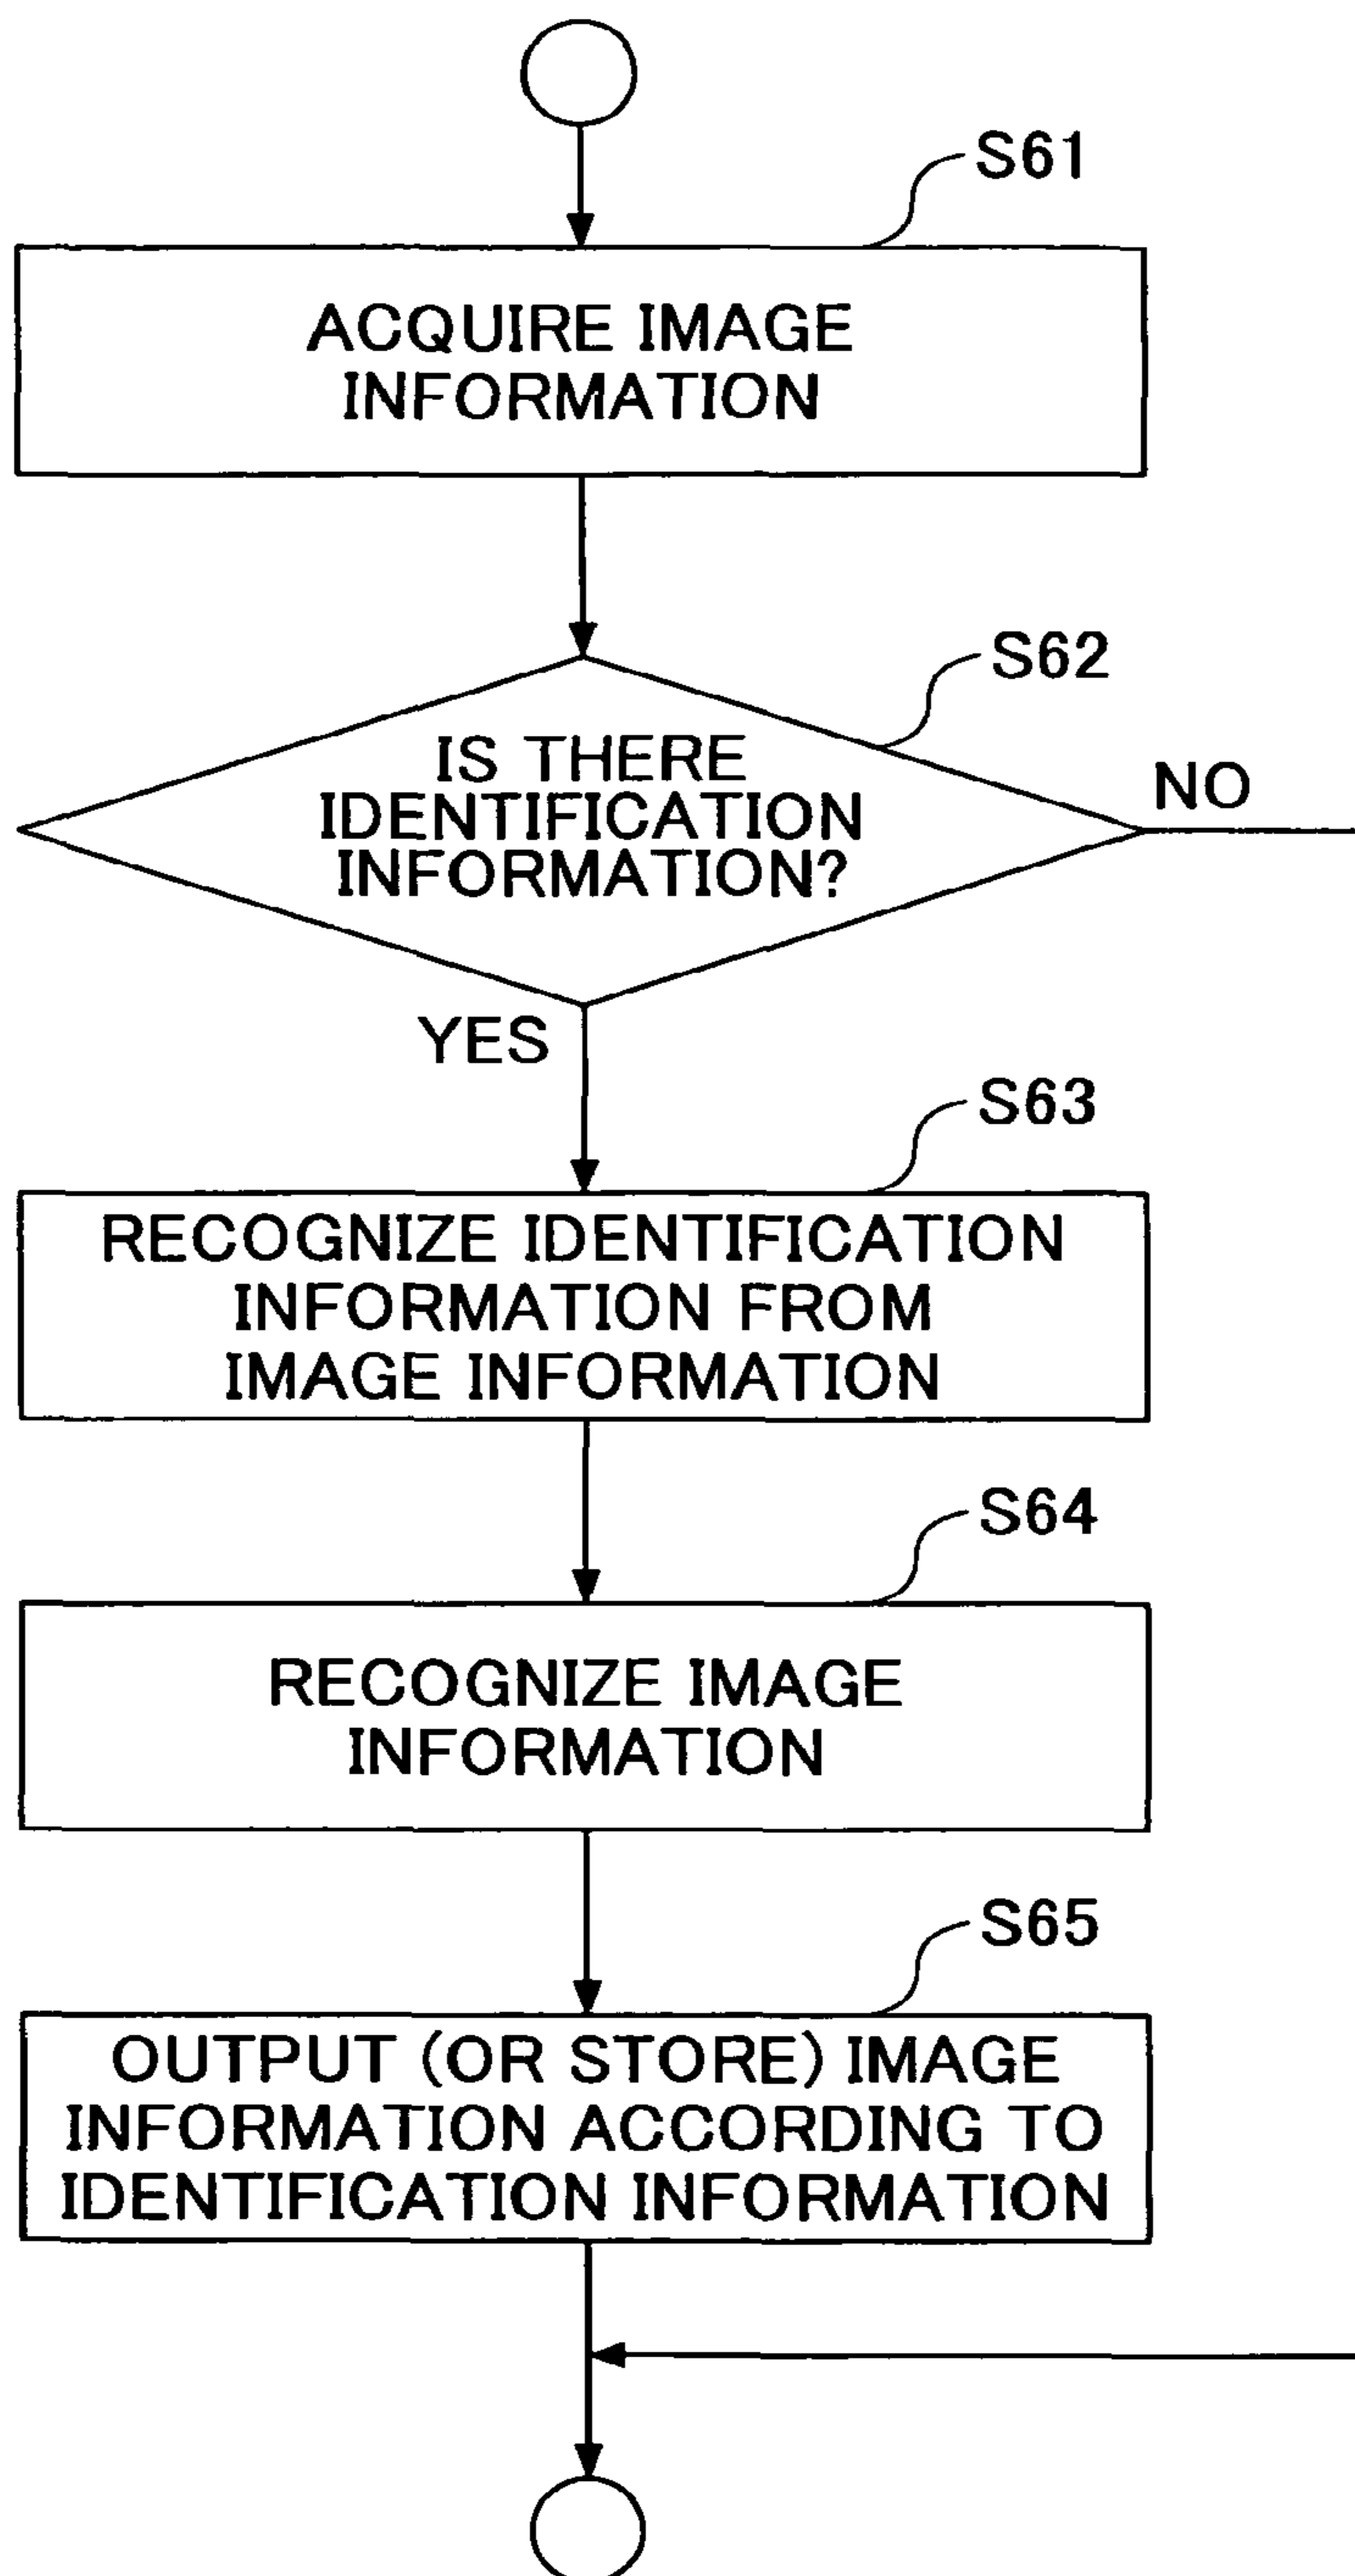 S61
ACQUIRE IMAGE
INFORMATION
S62
IS THERE
IDENTIFICATION
INFORMATION?
NO
YES
S63
RECOGNIZE IDENTIFICATION
INFORMATION FROM
IMAGE INFORMATION
S64
RECOGNIZE IMAGE
INFORMATION
S65
OUTPUT (OR STORE) IMAGE
INFORMATION ACCORDING TO
IDENTIFICATION INFORMATION